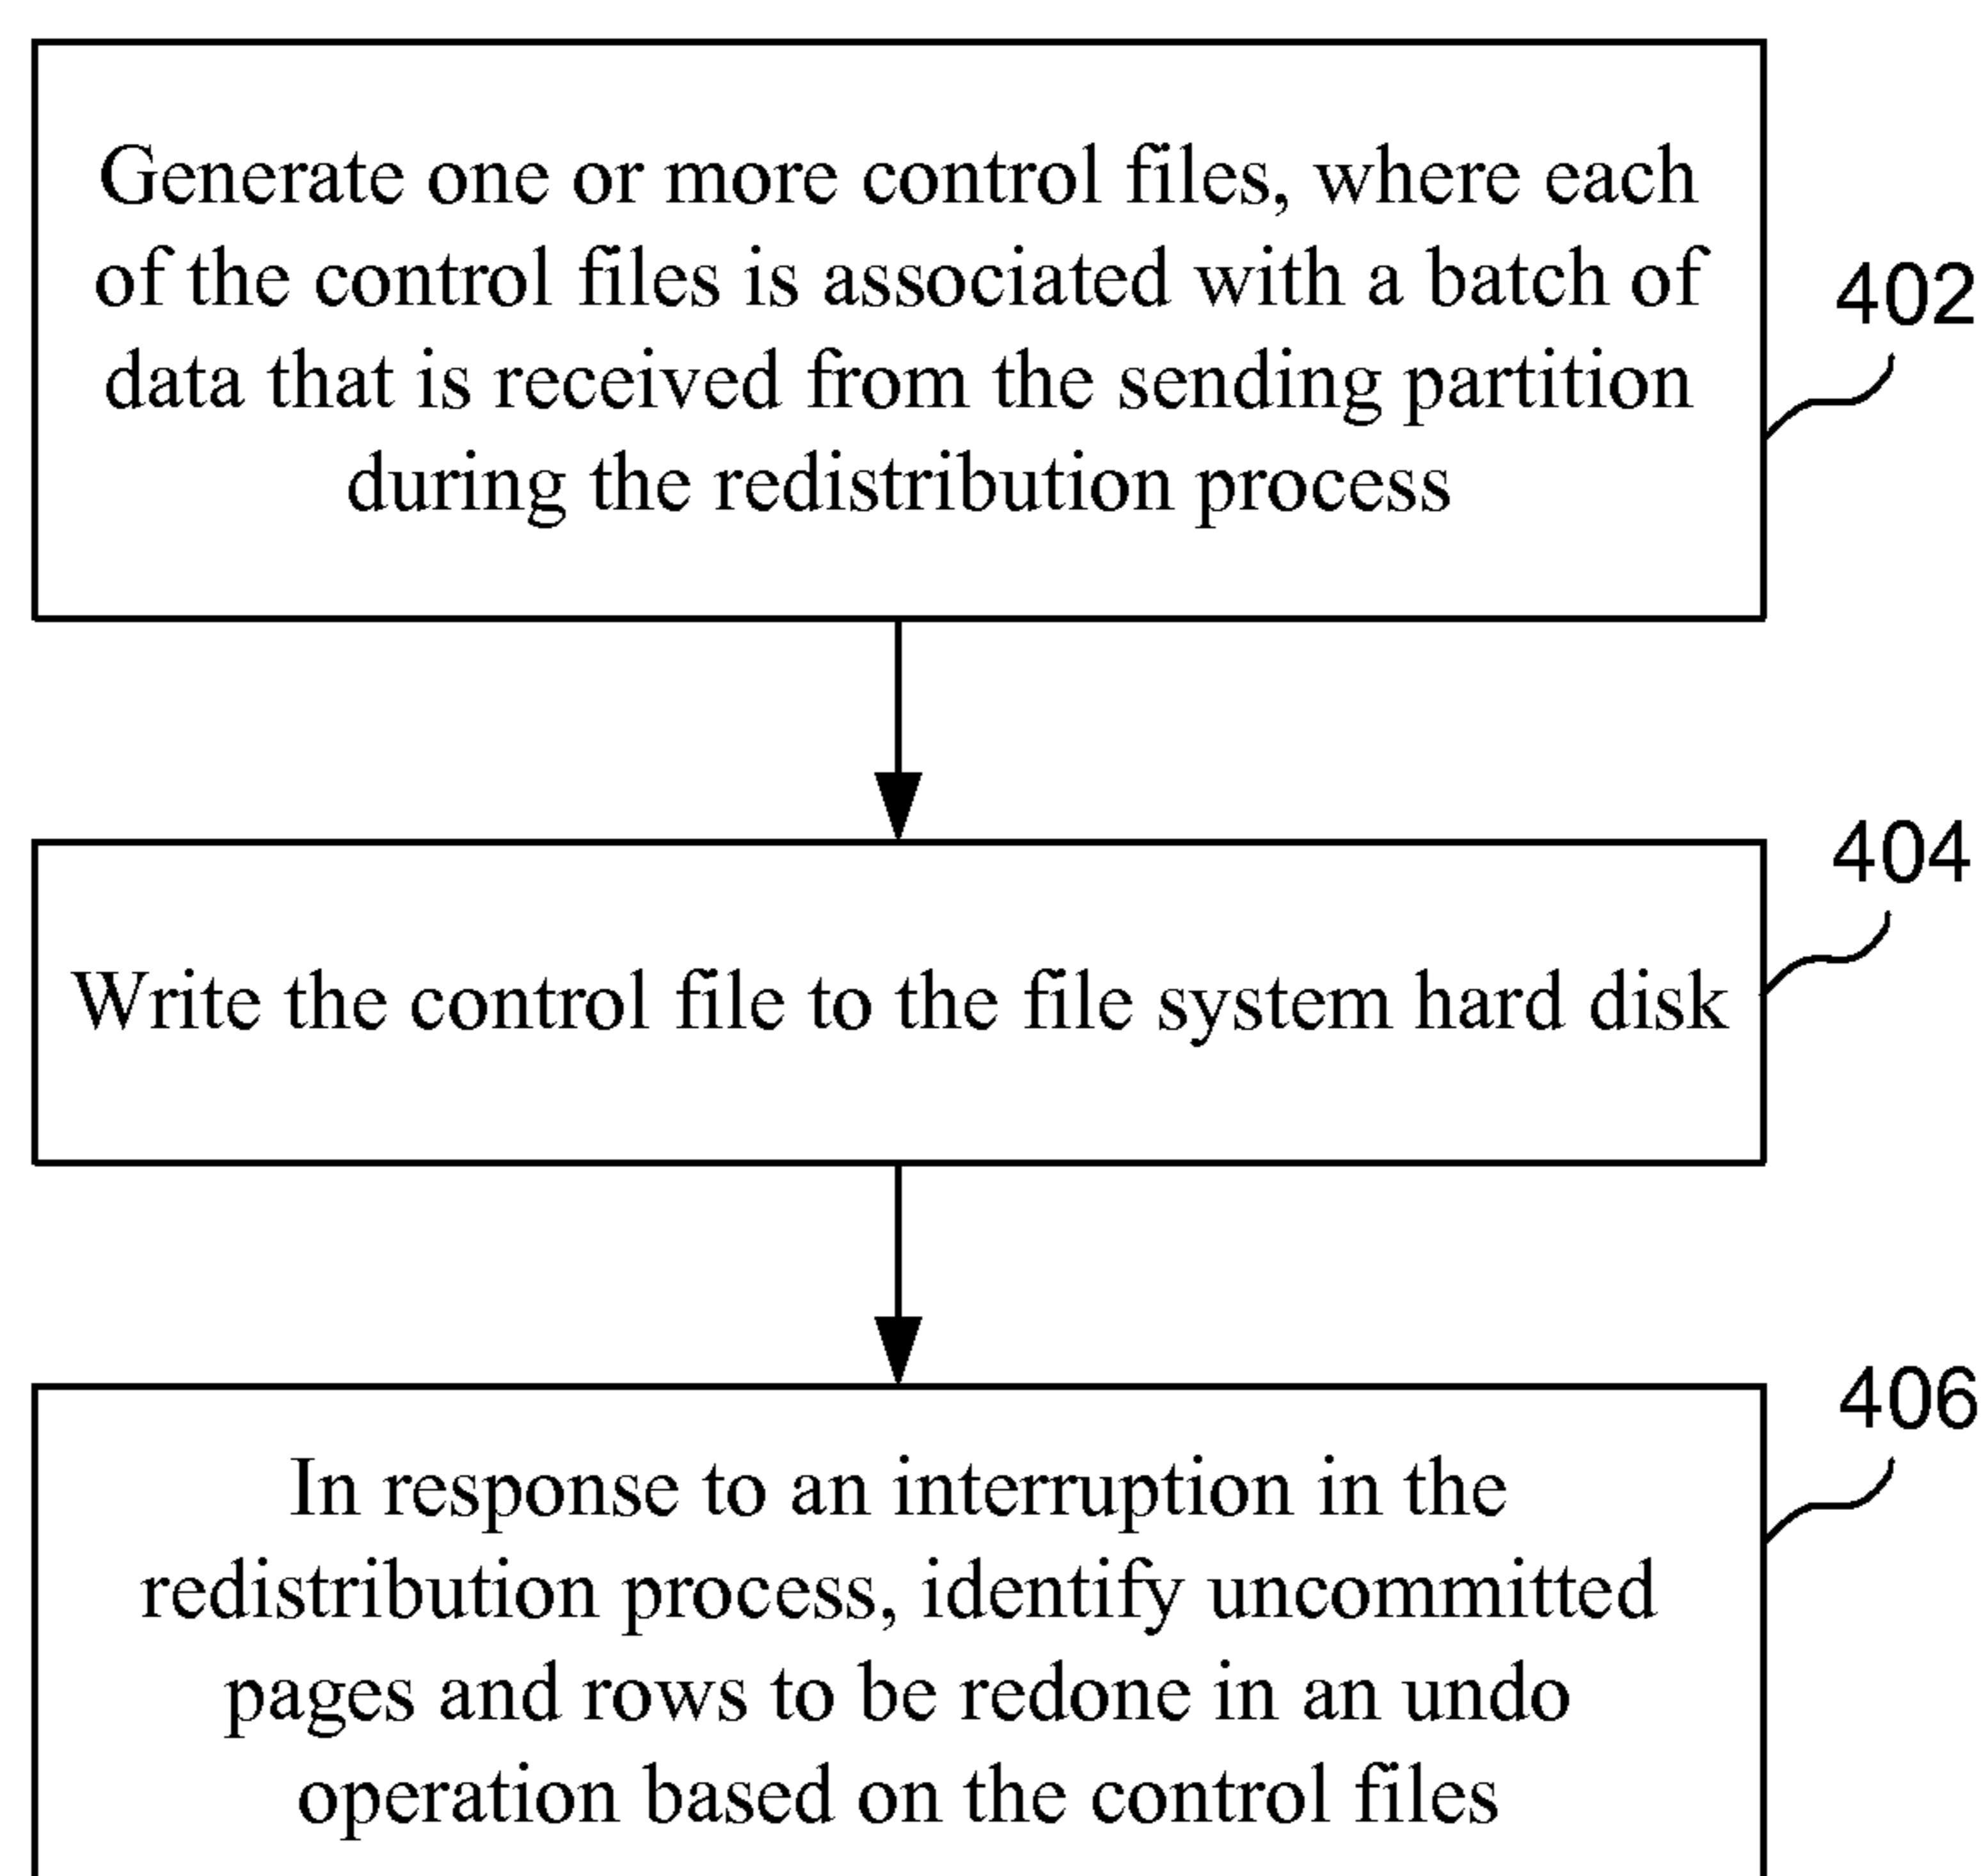 Generate one or more control files, where each
of the control files is associated with a batch of
data that is received from the sending partition
during the redistribution process
402
Write the control file to the file system hard disk
404
In response to an interruption in the
redistribution process, identify uncommitted
pages and rows to be redone in an undo
operation based on the control files
406